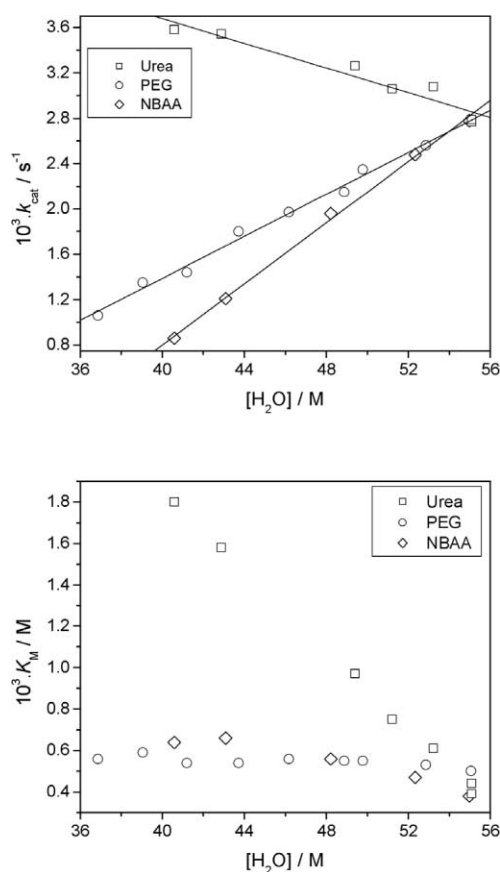 3.6
3.2
2.8
2.4
2.0
1.6
1.2
0.8
10³.k_cat / s⁻¹
Urea
PEG
NBAA
36 40 44 48 52 56
[H₂O] / M
1.8
1.6
1.4
1.2
1.0
0.8
0.6
0.4
10³.K_M / M
Urea
PEG
NBAA
36 40 44 48 52 56
[H₂O] / M